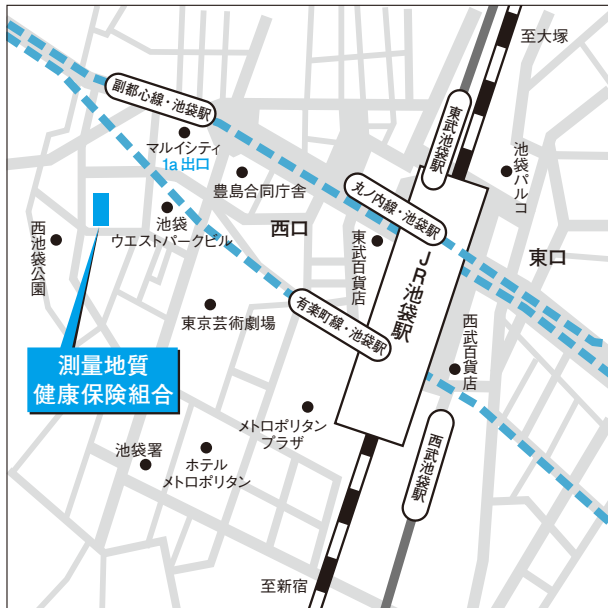 至大塚
副都心線・池袋駅
東武池袋駅
マルイシティ
1a 出口
池袋パルコ
豊島合同庁舎
丸ノ内線・池袋駅
西池袋公園
池袋
ウエストパークビル
西口
東武百貨店
東口
JR池袋駅
東京芸術劇場
有楽町線・池袋駅
西武百貨店
測量地質
健康保険組合
メトロポリタン
プラザ
西武池袋駅
池袋署
ホテル
メトロポリタン
至新宿